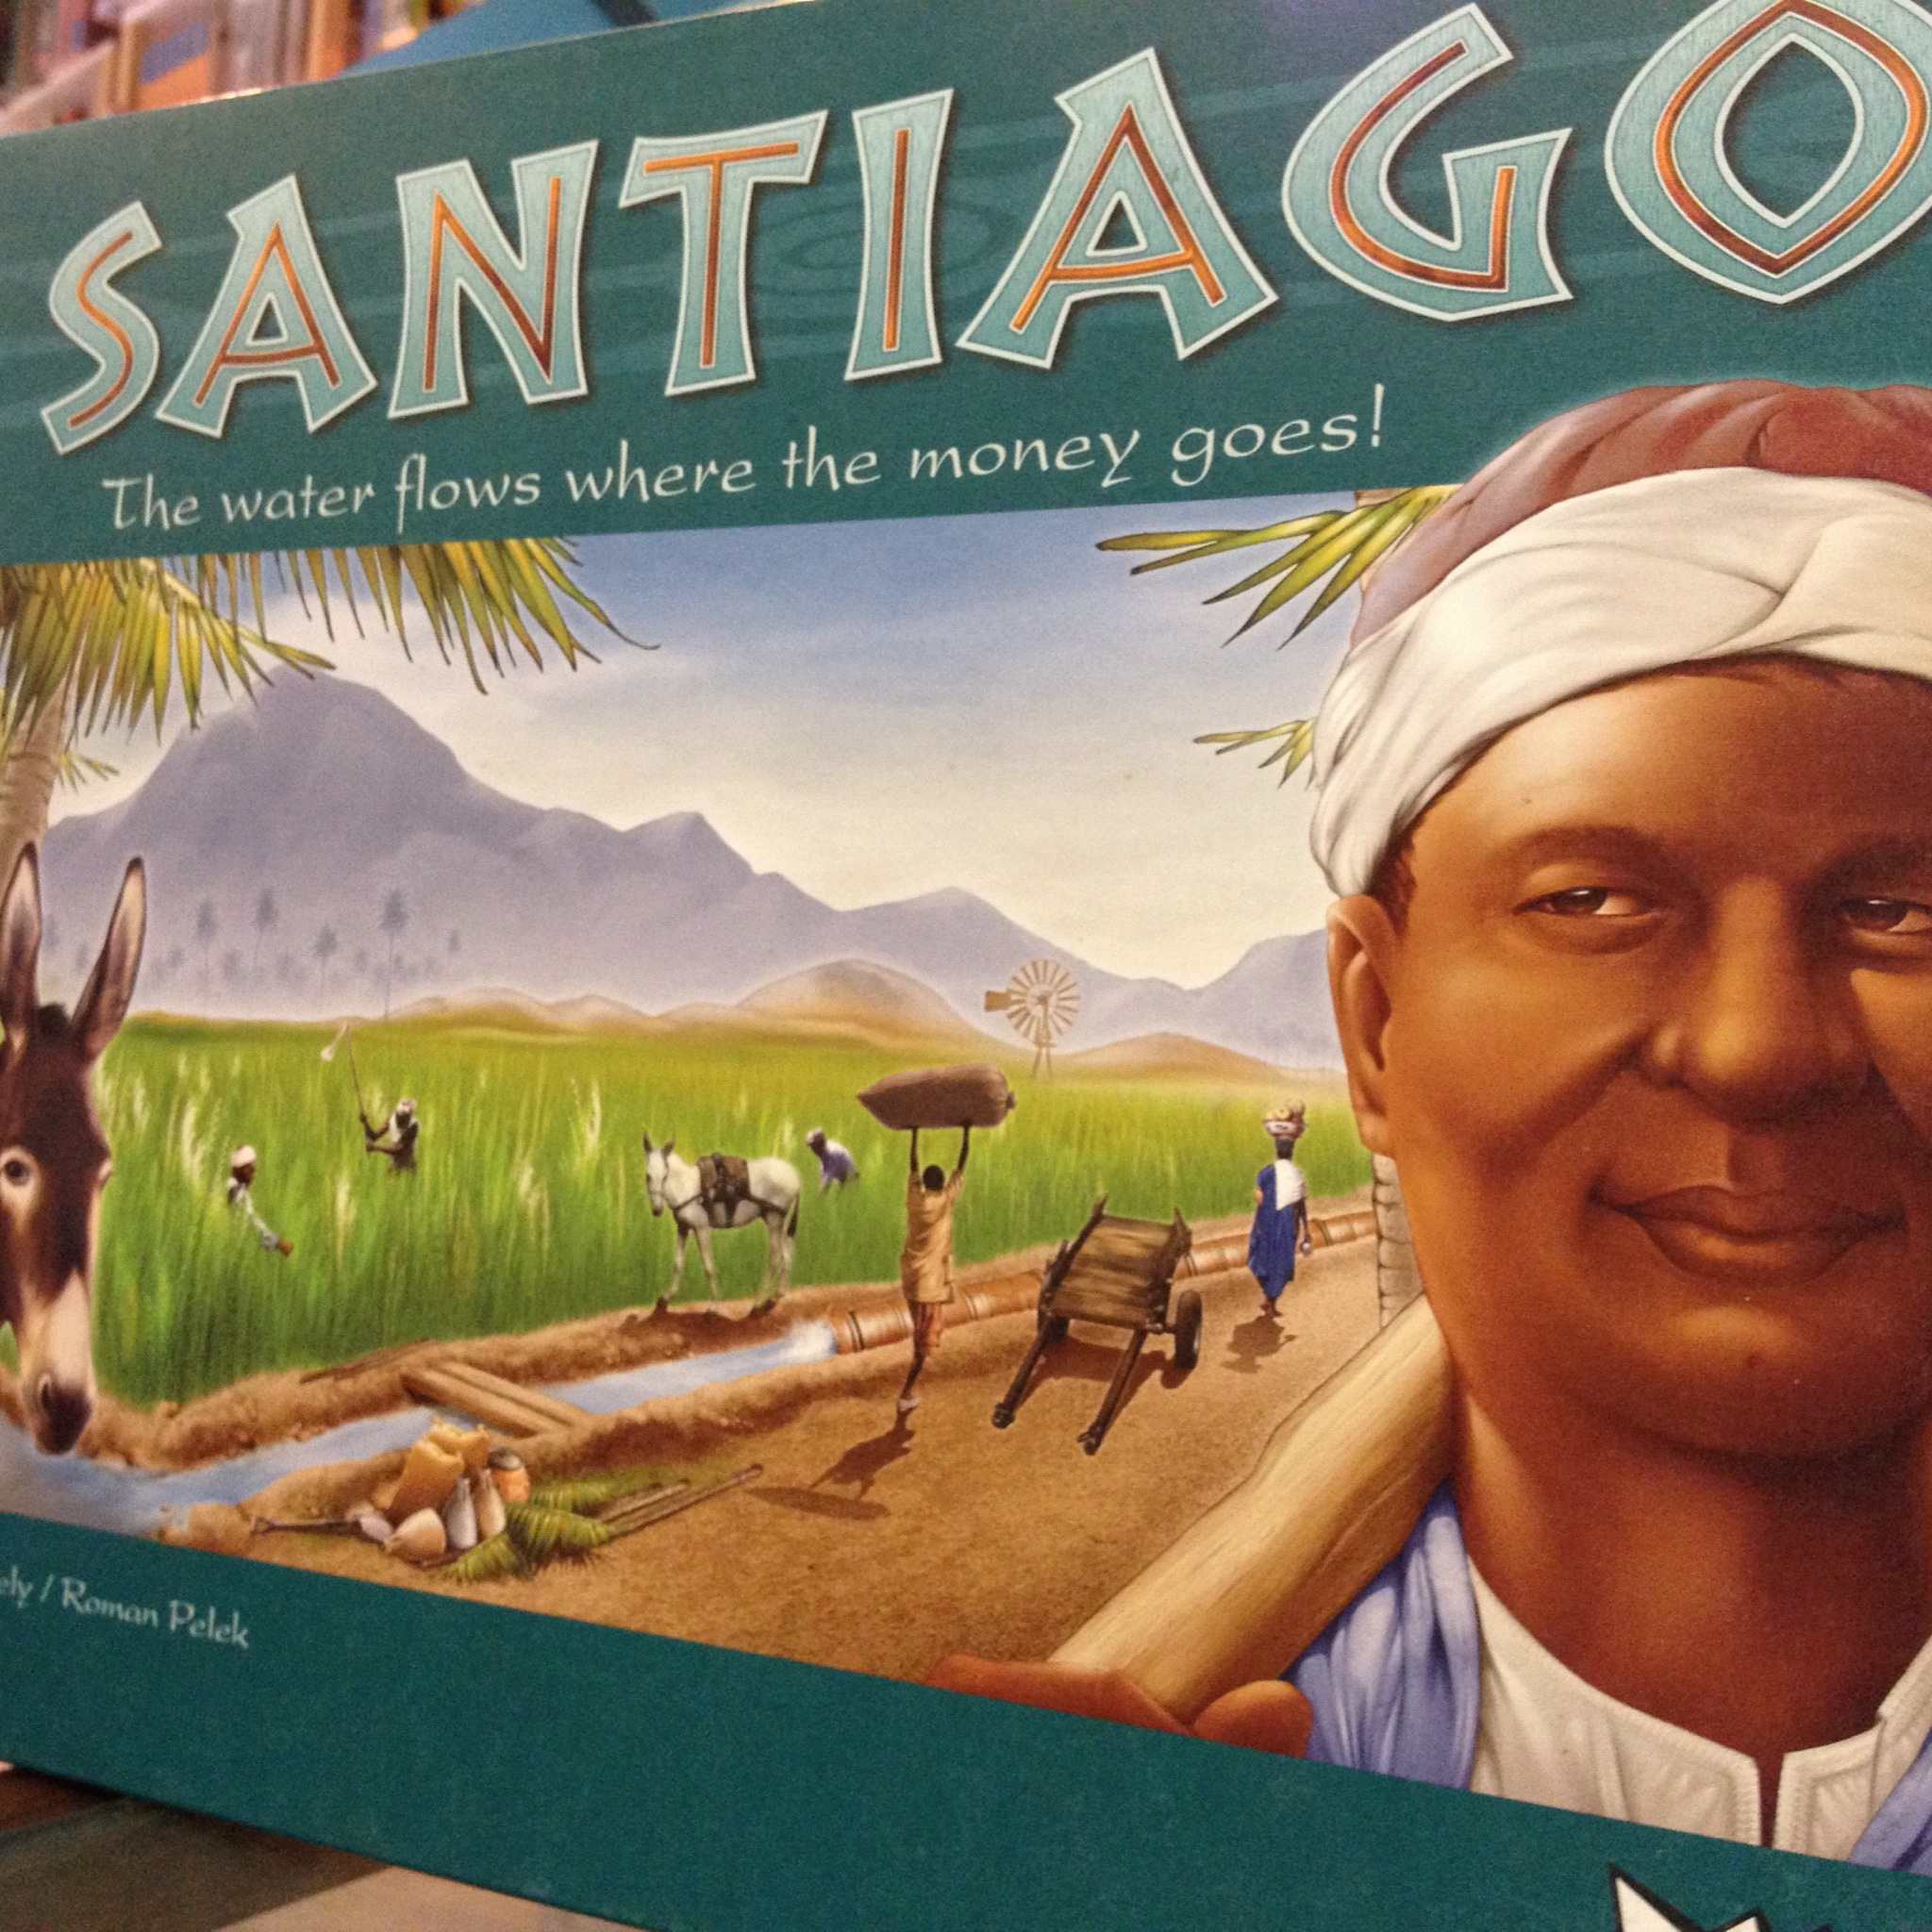 SANTIAGO
The water flows where the money goes!
/ Roman Pelek